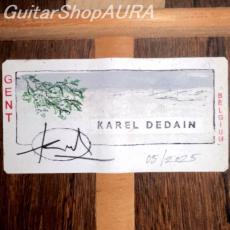 GuitarShopAURA
GENT
KAREL DEDAIN
BELGIUM
05/2025